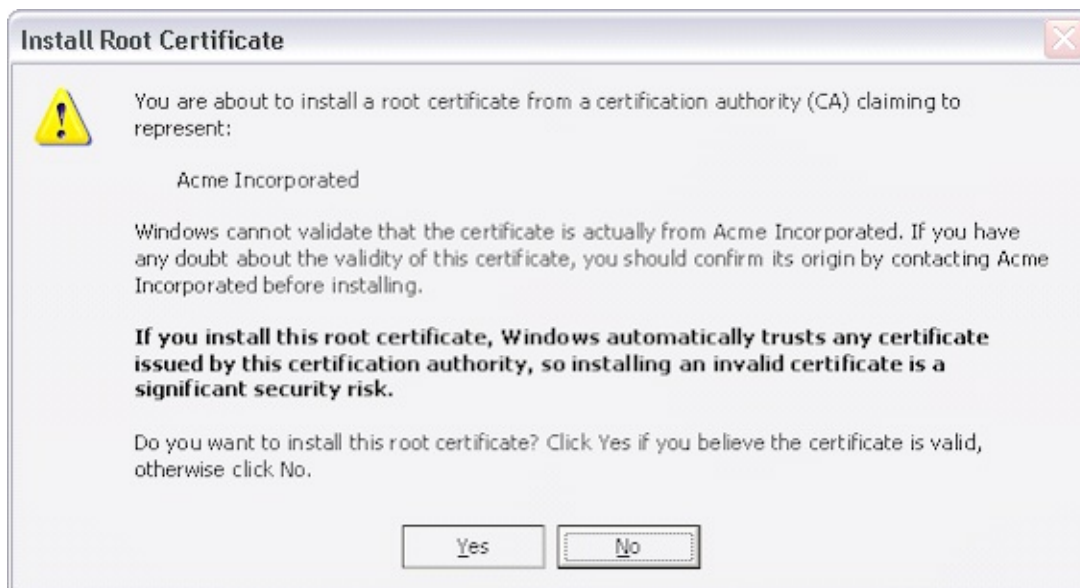 Install Root Certificate
You are about to install a root certificate from a certification authority (CA) claiming to
represent:
Acme Incorporated
Windows cannot validate that the certificate is actually from Acme Incorporated. If you have
any doubt about the validity of this certificate, you should confirm its origin by contacting Acme
Incorporated before installing.
If you install this root certificate, Windows automatically trusts any certificate
issued by this certification authority, so installing an invalid certificate is a
significant security risk.
Do you want to install this root certificate? Click Yes if you believe the certificate is valid,
otherwise click No.
Yes No